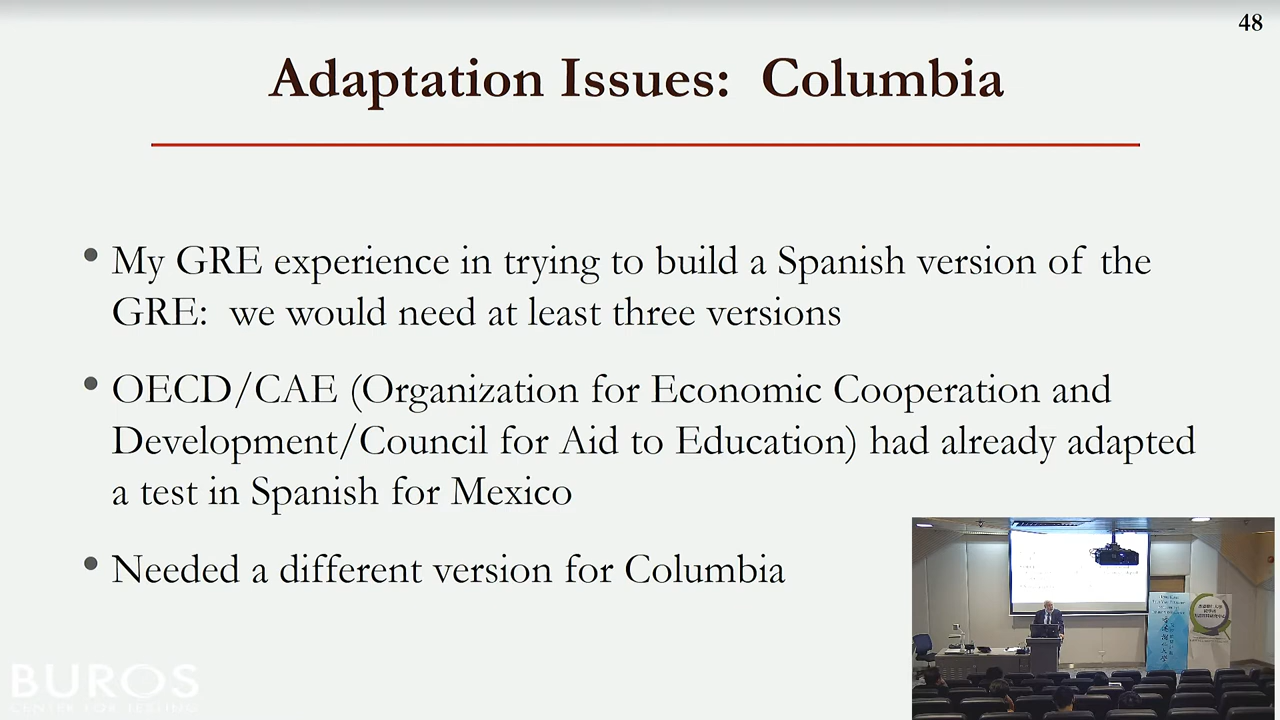 48
Adaptation Issues: Columbia
• My GRE experience in trying to build a Spanish version of the
GRE: we would need at least three versions
• OECD/CAE (Organization for Economic Cooperation and
Development/Council for Aid to Education) had already adapted
a test in Spanish for Mexico
• Needed a different version for Columbia
BUROS
CENTER FOR TESTING